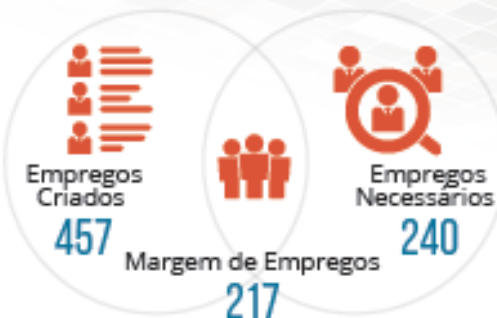 Empregos
Criados
457
Empregos
Necessários
240
Margem de Empregos
217